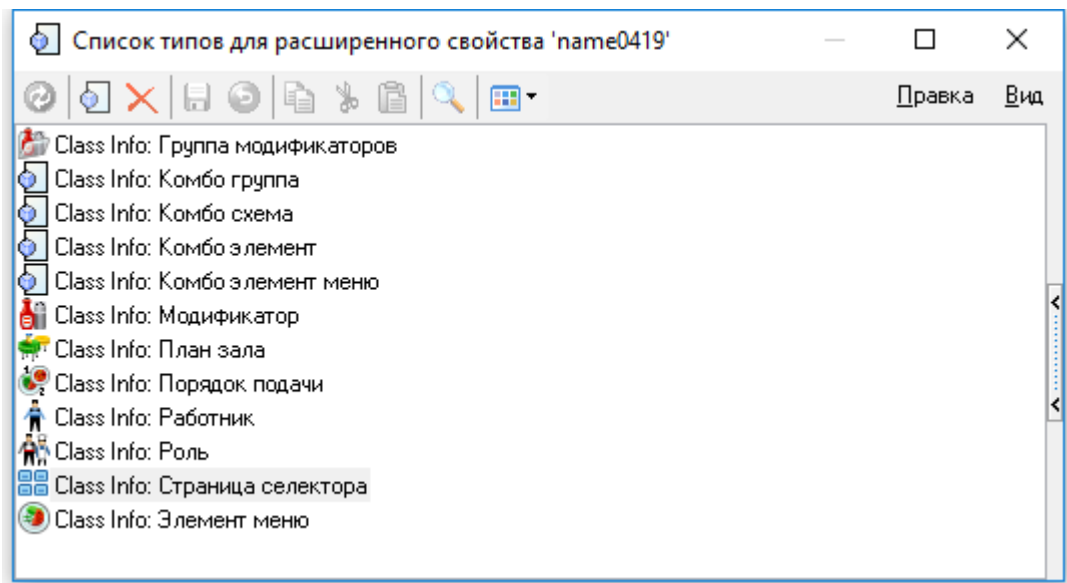 Список типов для расширенного свойства 'name0419'
Правка Вид
Class Info: Группа модификаторов
Class Info: Комбо группа
Class Info: Комбо схема
Class Info: Комбо элемент
Class Info: Комбо элемент меню
Class Info: Модификатор
Class Info: План зала
Class Info: Порядок подачи
Class Info: Работник
Class Info: Роль
Class Info: Страница селектора
Class Info: Элемент меню